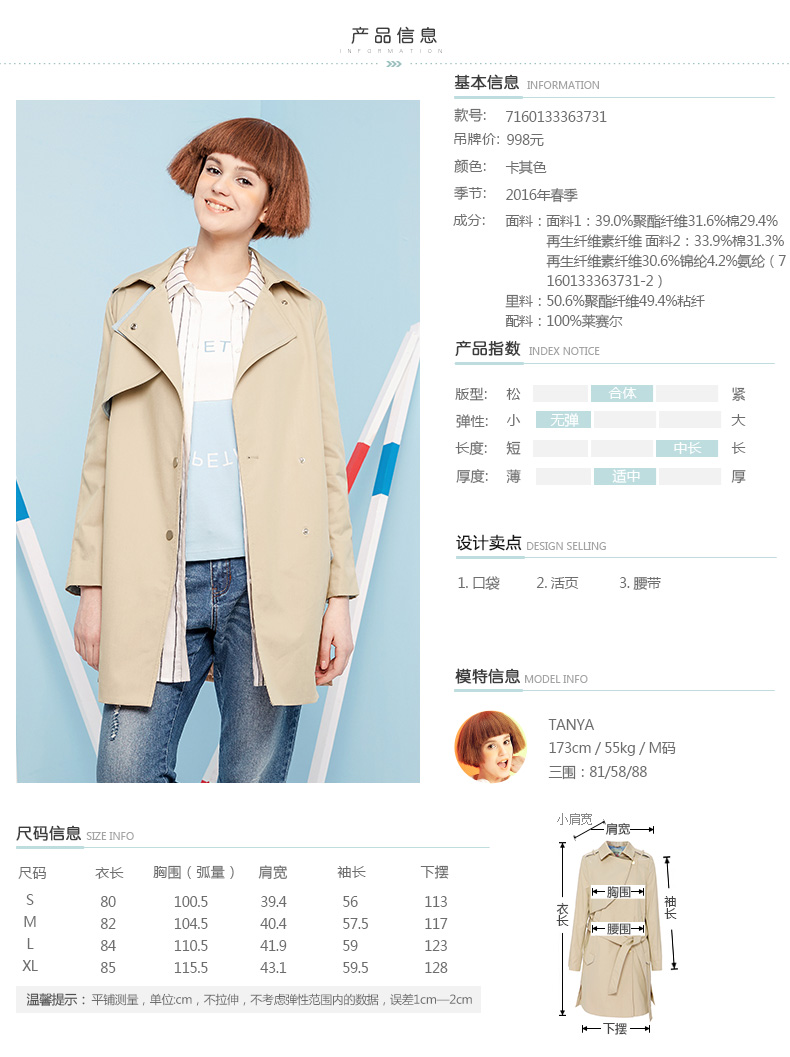 产品信息
INFORMATION
基本信息 INFORMATION
款号: 7160133363731
吊牌价: 998元
颜色: 卡其色
季节: 2016年春季
成分: 面料：面料1：39.0%聚酯纤维31.6%棉29.4%
再生纤维素纤维 面料2：33.9%棉31.3%
再生纤维素纤维30.6%锦纶4.2%氨纶（7
160133363731-2）
里料：50.6%聚酯纤维49.4%粘纤
配料：100%莱赛尔
产品指数 INDEX NOTICE
版型: 松 合体 紧
弹性: 小 无弹 大
长度: 短 中长 长
厚度: 薄 适中 厚
设计卖点 DESIGN SELLING
1. 口袋 2. 活页 3. 腰带
模特信息 MODEL INFO
TANYA
173cm / 55kg / M码
三围：81/58/88
尺码信息 SIZE INFO
尺码 衣长 胸围（弧量） 肩宽 袖长 下摆
S 80 100.5 39.4 56 113
M 82 104.5 40.4 57.5 117
L 84 110.5 41.9 59 123
XL 85 115.5 43.1 59.5 128
温馨提示： 平铺测量，单位:cm，不拉伸，不考虑弹性范围内的数据，误差1cm—2cm
小肩宽
肩宽
胸围
袖长
衣长
腰围
下摆